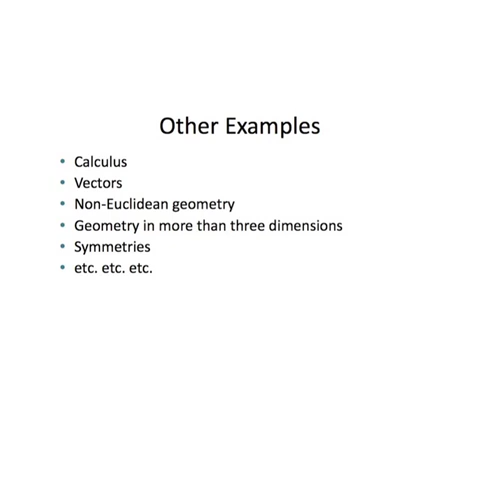 Other Examples
• Calculus
• Vectors
• Non-Euclidean geometry
• Geometry in more than three dimensions
• Symmetries
• etc. etc. etc.